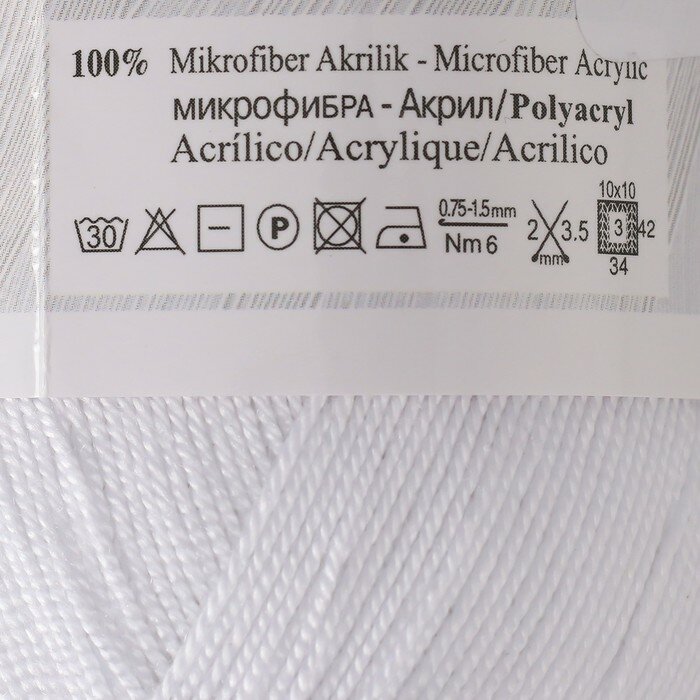 100% Mikrofiber Akrilik - Microfiber Acrylic
МИКРОФИБРА - Акрил/Polyacryl
Acrílico/Acrylique/Acrilico
30 P 0.75-1.5mm Nm 6 2 3.5 mm 10x10 3 42 34